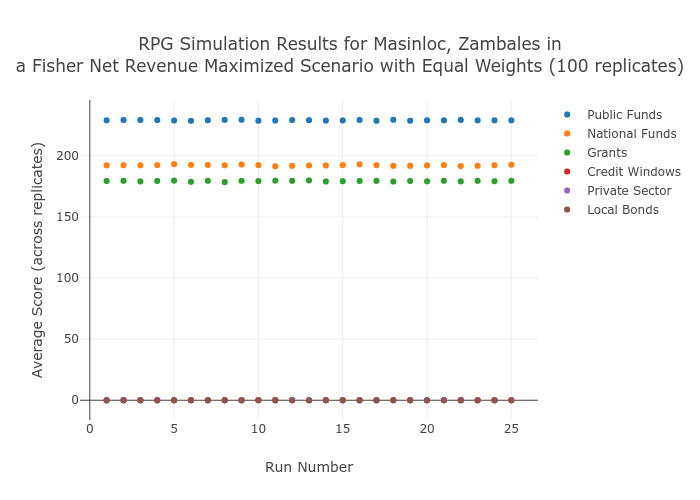 RPG Simulation Results for Masinloc, Zambales in
a Fisher Net Revenue Maximized Scenario with Equal Weights (100 replicates)
Average Score (across replicates)
200
150
100
50
0
0
5
10
15
20
25
Run Number
Public Funds
National Funds
Grants
Credit Windows
Private Sector
Local Bonds